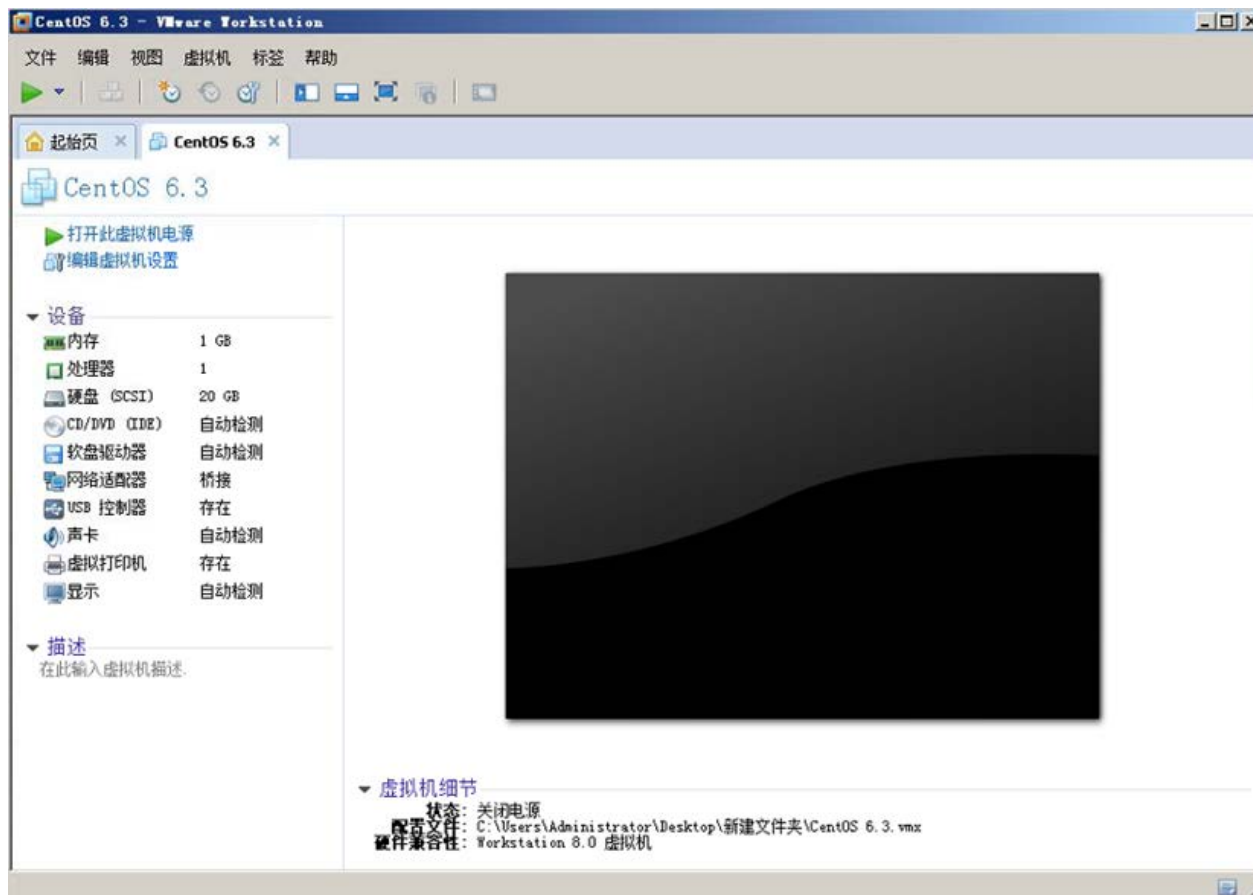 CentOS 6.3 - VMware Workstation
文件 编辑 视图 虚拟机 标签 帮助
起始页 CentOS 6.3
CentOS 6.3
打开此虚拟机电源
编辑虚拟机设置
设备
内存 1 GB
处理器 1
硬盘 (SCSI) 20 GB
CD/DVD (IDE) 自动检测
软盘驱动器 自动检测
网络适配器 桥接
USB 控制器 存在
声卡 自动检测
虚拟打印机 存在
显示 自动检测
描述
在此输入虚拟机描述.
虚拟机细节
状态: 关闭电源
配置文件: C:\Users\Administrator\Desktop\新建文件夹\CentOS 6.3.vmx
硬件兼容性: Workstation 8.0 虚拟机